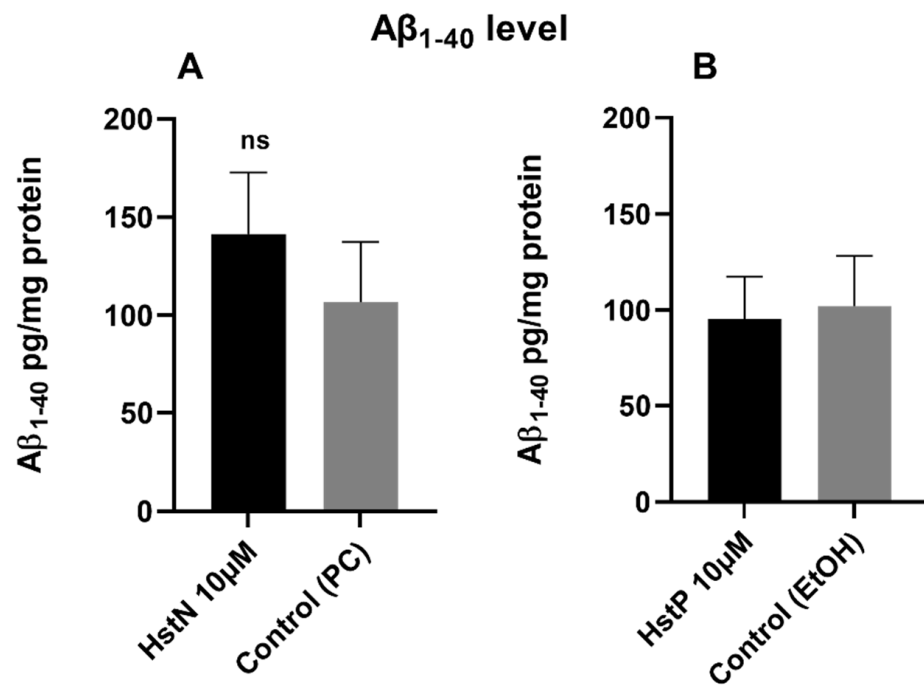 Aβ1-40 level
A
Aβ1-40 pg/mg protein
200
150
100
50
0
ns
HstN 10µM
Control (PC)
B
Aβ1-40 pg/mg protein
200
150
100
50
0
HstP 10µM
Control (EtOH)